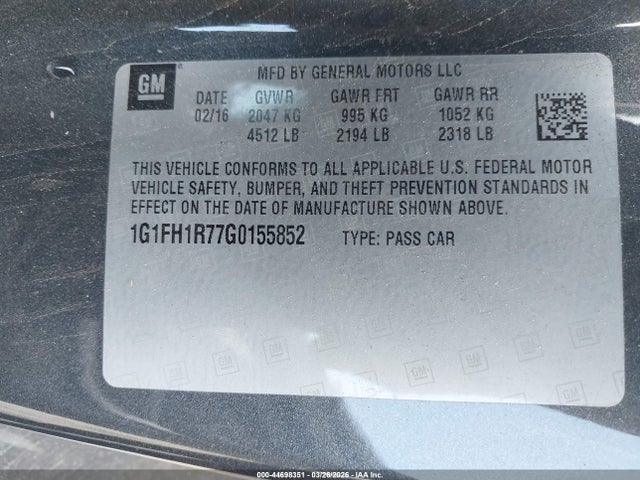 GM
MFD BY GENERAL MOTORS LLC
DATE GVWR GAWR FRT GAWR RR
02/16 2047 KG 995 KG 1052 KG
4512 LB 2194 LB 2318 LB
THIS VEHICLE CONFORMS TO ALL APPLICABLE U.S. FEDERAL MOTOR
VEHICLE SAFETY, BUMPER, AND THEFT PREVENTION STANDARDS IN
EFFECT ON THE DATE OF MANUFACTURE SHOWN ABOVE.
1G1FH1R77G0155852 TYPE: PASS CAR
000-44698351 - 03/26/2026 - IAAI, Inc.